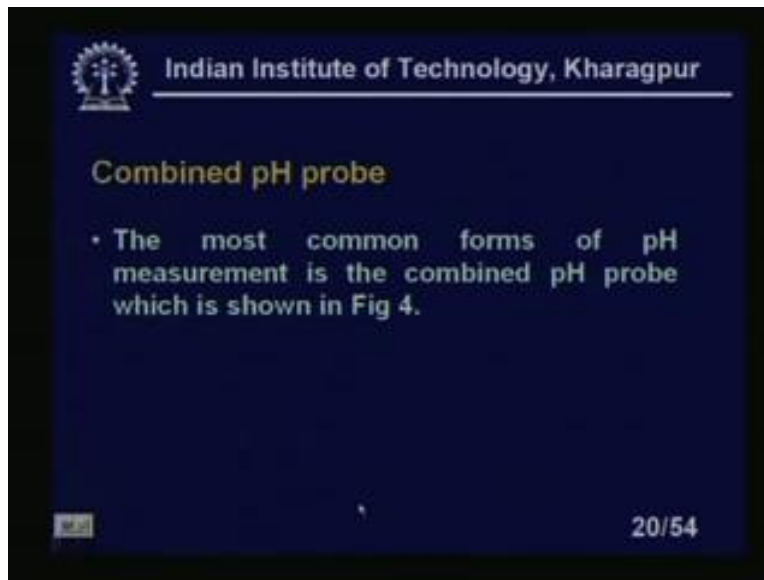 Indian Institute of Technology, Kharagpur
Combined pH probe
• The most common forms of pH
measurement is the combined pH probe
which is shown in Fig 4.
20/54